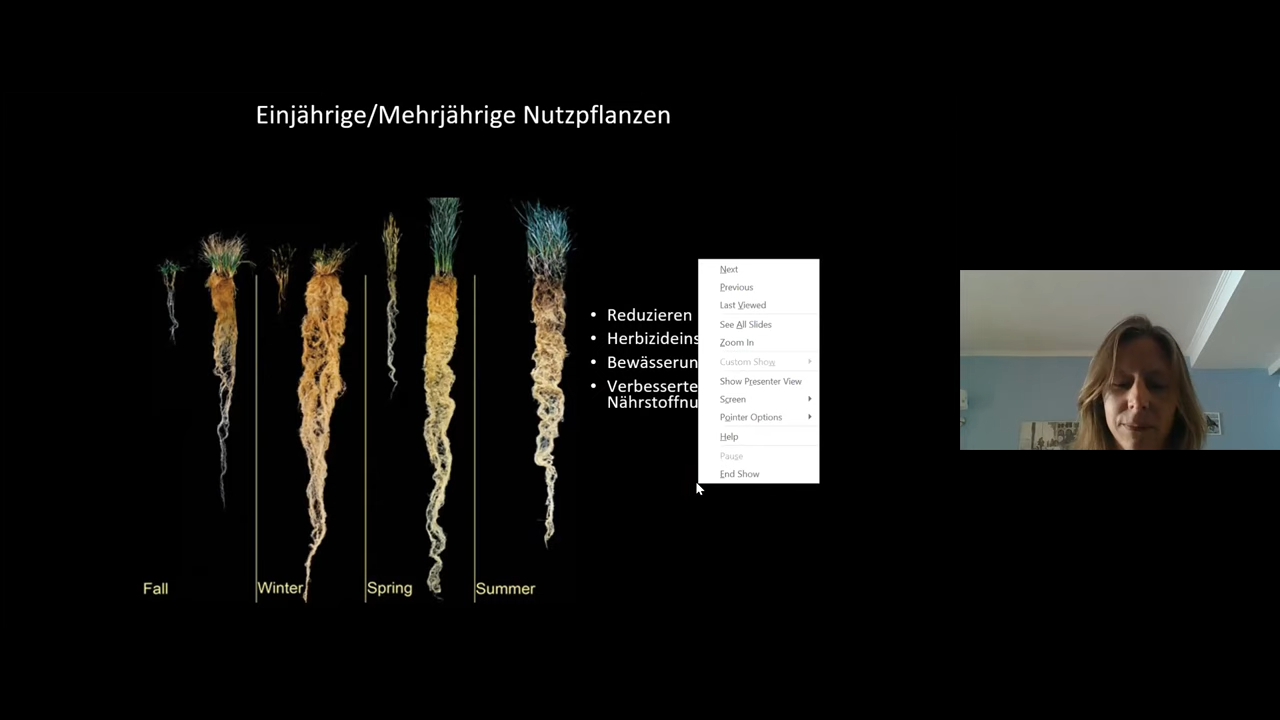 Einjährige/Mehrjährige Nutzpflanzen
Reduzieren
Herbizideins
Bewässerun
Verbesserte
Nährstoffnu
Next
Previous
Last Viewed
See All Slides
Zoom In
Custom Show
Show Presenter View
Screen
Pointer Options
Help
Pause
End Show
Fall
Winter
Spring
Summer